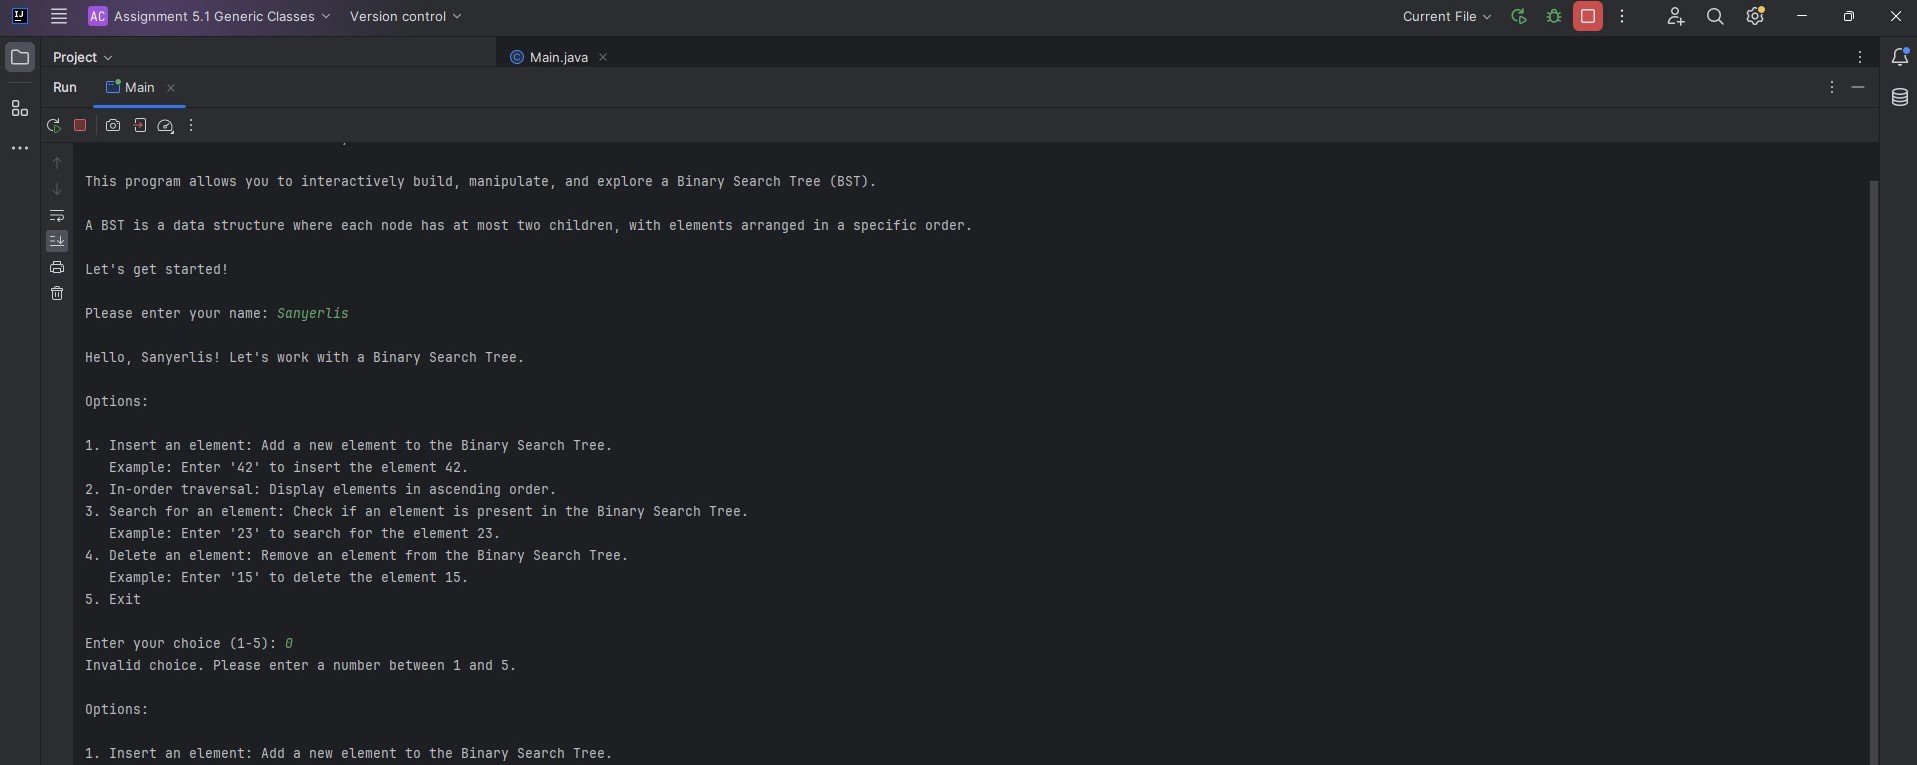 AC Assignment 5.1 Generic Classes Version control Current File
Project Main.java
Run Main
This program allows you to interactively build, manipulate, and explore a Binary Search Tree (BST).
A BST is a data structure where each node has at most two children, with elements arranged in a specific order.
Let's get started!
Please enter your name: Sanyerlis
Hello, Sanyerlis! Let's work with a Binary Search Tree.
Options:
1. Insert an element: Add a new element to the Binary Search Tree.
Example: Enter '42' to insert the element 42.
2. In-order traversal: Display elements in ascending order.
3. Search for an element: Check if an element is present in the Binary Search Tree.
Example: Enter '23' to search for the element 23.
4. Delete an element: Remove an element from the Binary Search Tree.
Example: Enter '15' to delete the element 15.
5. Exit
Enter your choice (1-5): 0
Invalid choice. Please enter a number between 1 and 5.
Options:
1. Insert an element: Add a new element to the Binary Search Tree.